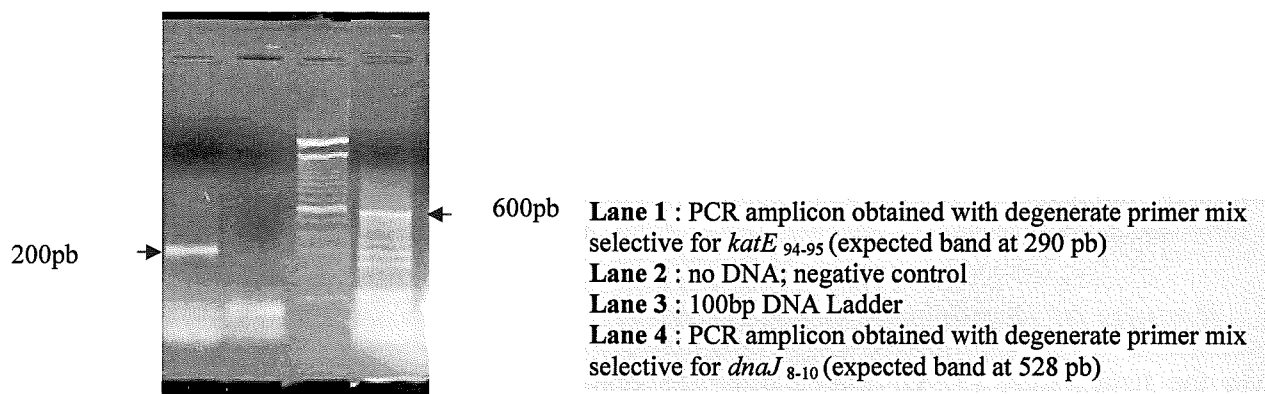 200pb
600pb
Lane 1 : PCR amplicon obtained with degenerate primer mix
selective for katE 94-95 (expected band at 290 pb)
Lane 2 : no DNA; negative control
Lane 3 : 100bp DNA Ladder
Lane 4 : PCR amplicon obtained with degenerate primer mix
selective for dnaJ 8-10 (expected band at 528 pb)